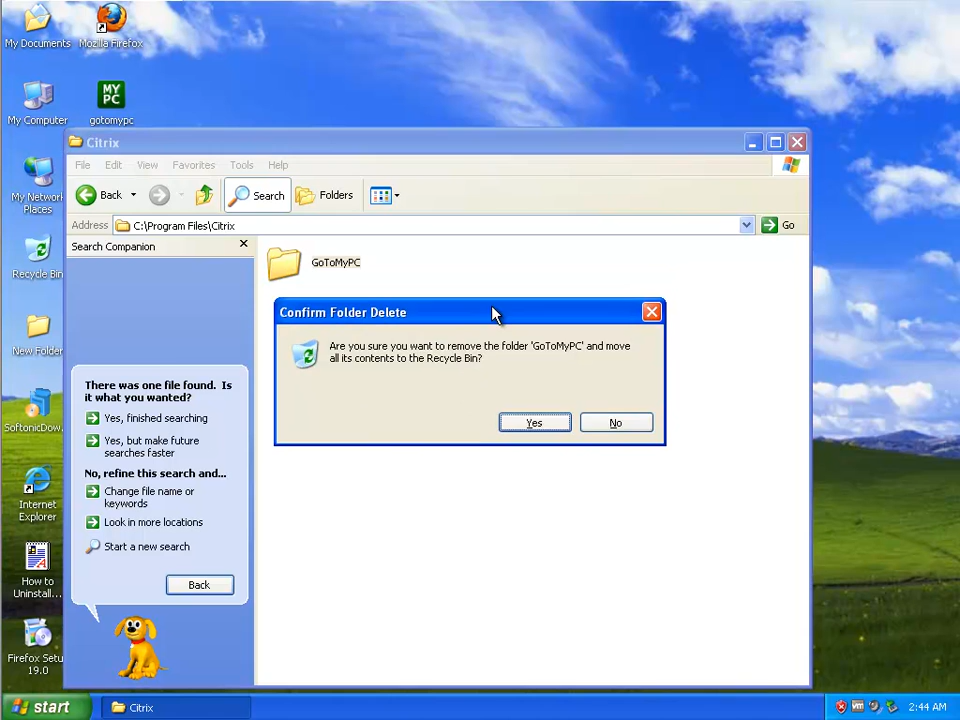 My Documents
Mozilla Firefox
My Computer
MY
PC
gotomypc
My Network
Places
Recycle Bin
New Folder
SoftonicDow...
Internet
Explorer
How to
Uninstall...
Firefox Setu
19.0
Citrix
File Edit View Favorites Tools Help
Back Search Folders
Address C:\Program Files\Citrix Go
Search Companion
There was one file found. Is
it what you wanted?
Yes, finished searching
Yes, but make future
searches faster
No, refine this search and...
Change file name or
keywords
Look in more locations
Start a new search
Back
GoToMyPC
Confirm Folder Delete
Are you sure you want to remove the folder 'GoToMyPC' and move
all its contents to the Recycle Bin?
Yes No
start Citrix 2:44 AM